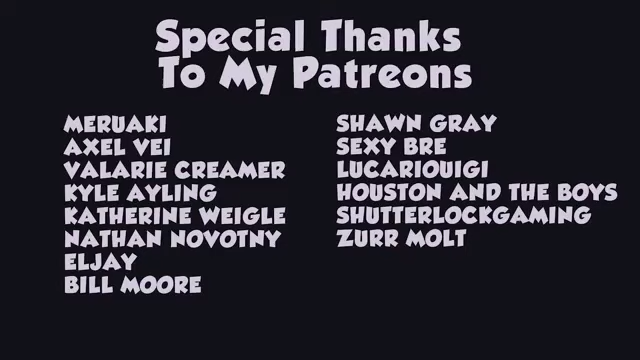 Special Thanks
To My Patreons
MERUAKI
AXEL VEI
VALARIE CREAMER
KYLE AYLING
KATHERINE WEIGLE
NATHAN NOVOTNY
ELJAY
BILL MOORE
SHAWN GRAY
SEXY BRE
LUCARIOUIGI
HOUSTON AND THE BOYS
SHUTTERLOCKGAMING
ZURR MOLT